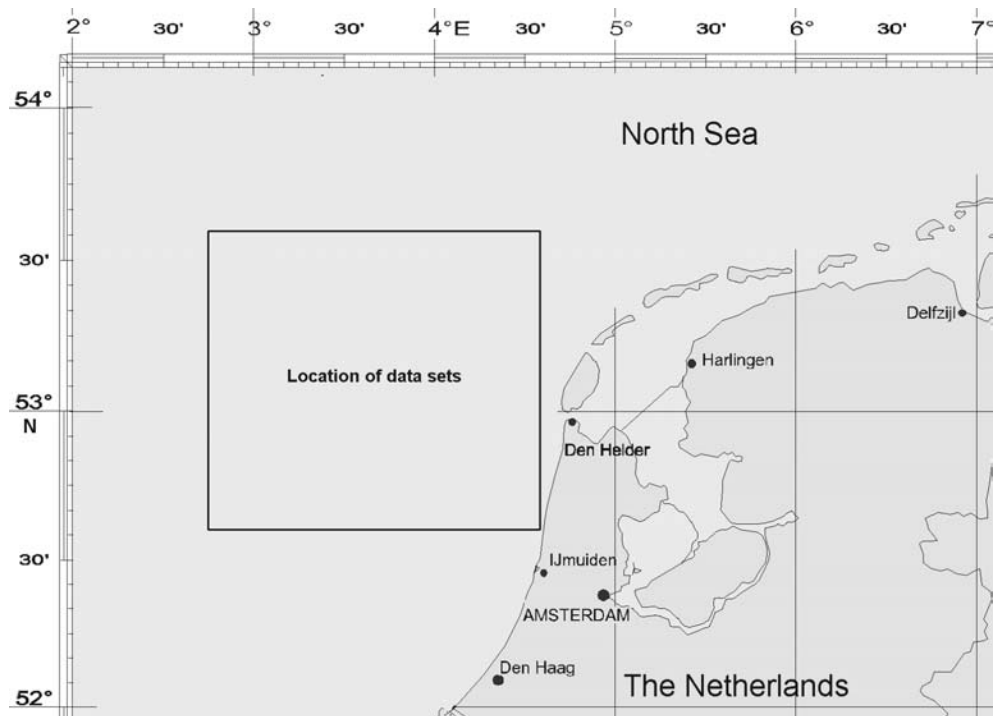 2° 30' 3° 30' 4°E 30' 5° 30' 6° 30' 7°
54°
North Sea
30'
Delfzijl
Harlingen
Location of data sets
53°
N
Den Helder
30'
IJmuiden
AMSTERDAM
Den Haag
The Netherlands
52°